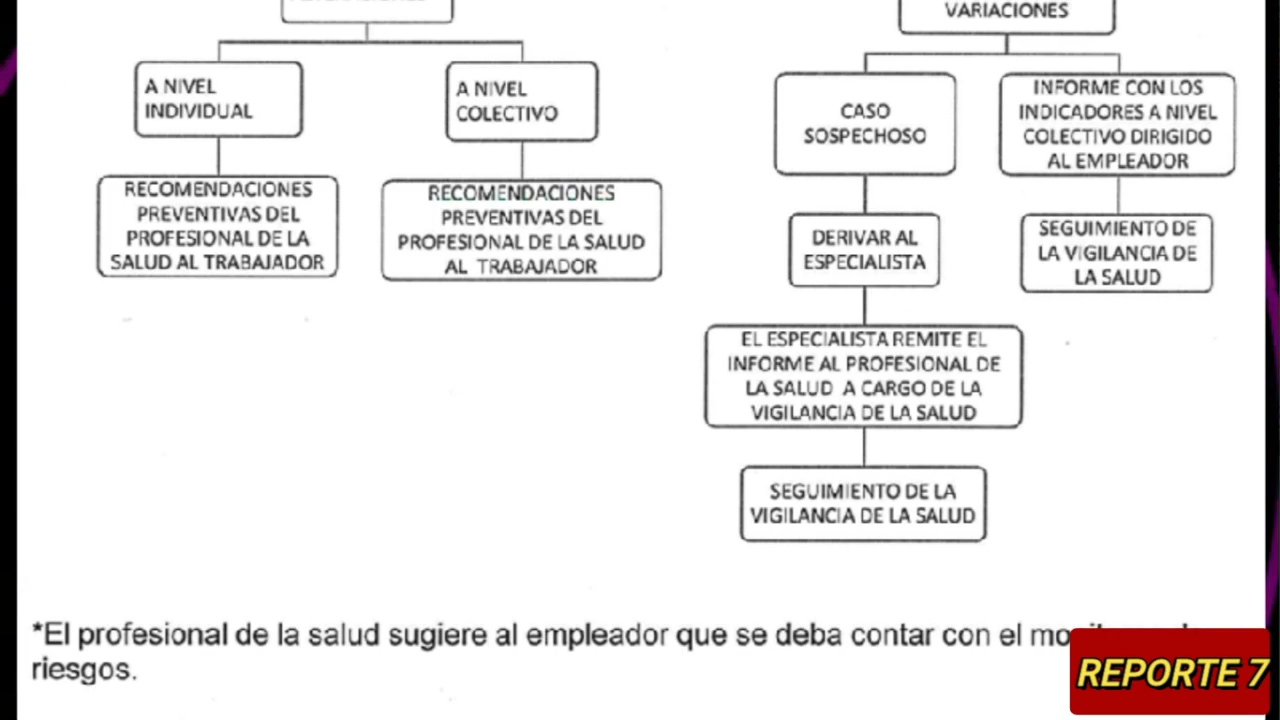 VARIACIONES
A NIVEL
INDIVIDUAL
A NIVEL
COLECTIVO
CASO
SOSPECHOSO
INFORME CON LOS
INDICADORES A NIVEL
COLECTIVO DIRIGIDO
AL EMPLEADOR
RECOMENDACIONES
PREVENTIVAS DEL
PROFESIONAL DE LA
SALUD AL TRABAJADOR
RECOMENDACIONES
PREVENTIVAS DEL
PROFESIONAL DE LA SALUD
AL TRABAJADOR
DERIVAR AL
ESPECIALISTA
SEGUIMIENTO DE
LA VIGILANCIA DE
LA SALUD
EL ESPECIALISTA REMITE EL
INFORME AL PROFESIONAL DE
LA SALUD A CARGO DE LA
VIGILANCIA DE LA SALUD
SEGUIMIENTO DE LA
VIGILANCIA DE LA SALUD
*El profesional de la salud sugiere al empleador que se deba contar con el
riesgos.
REPORTE 7